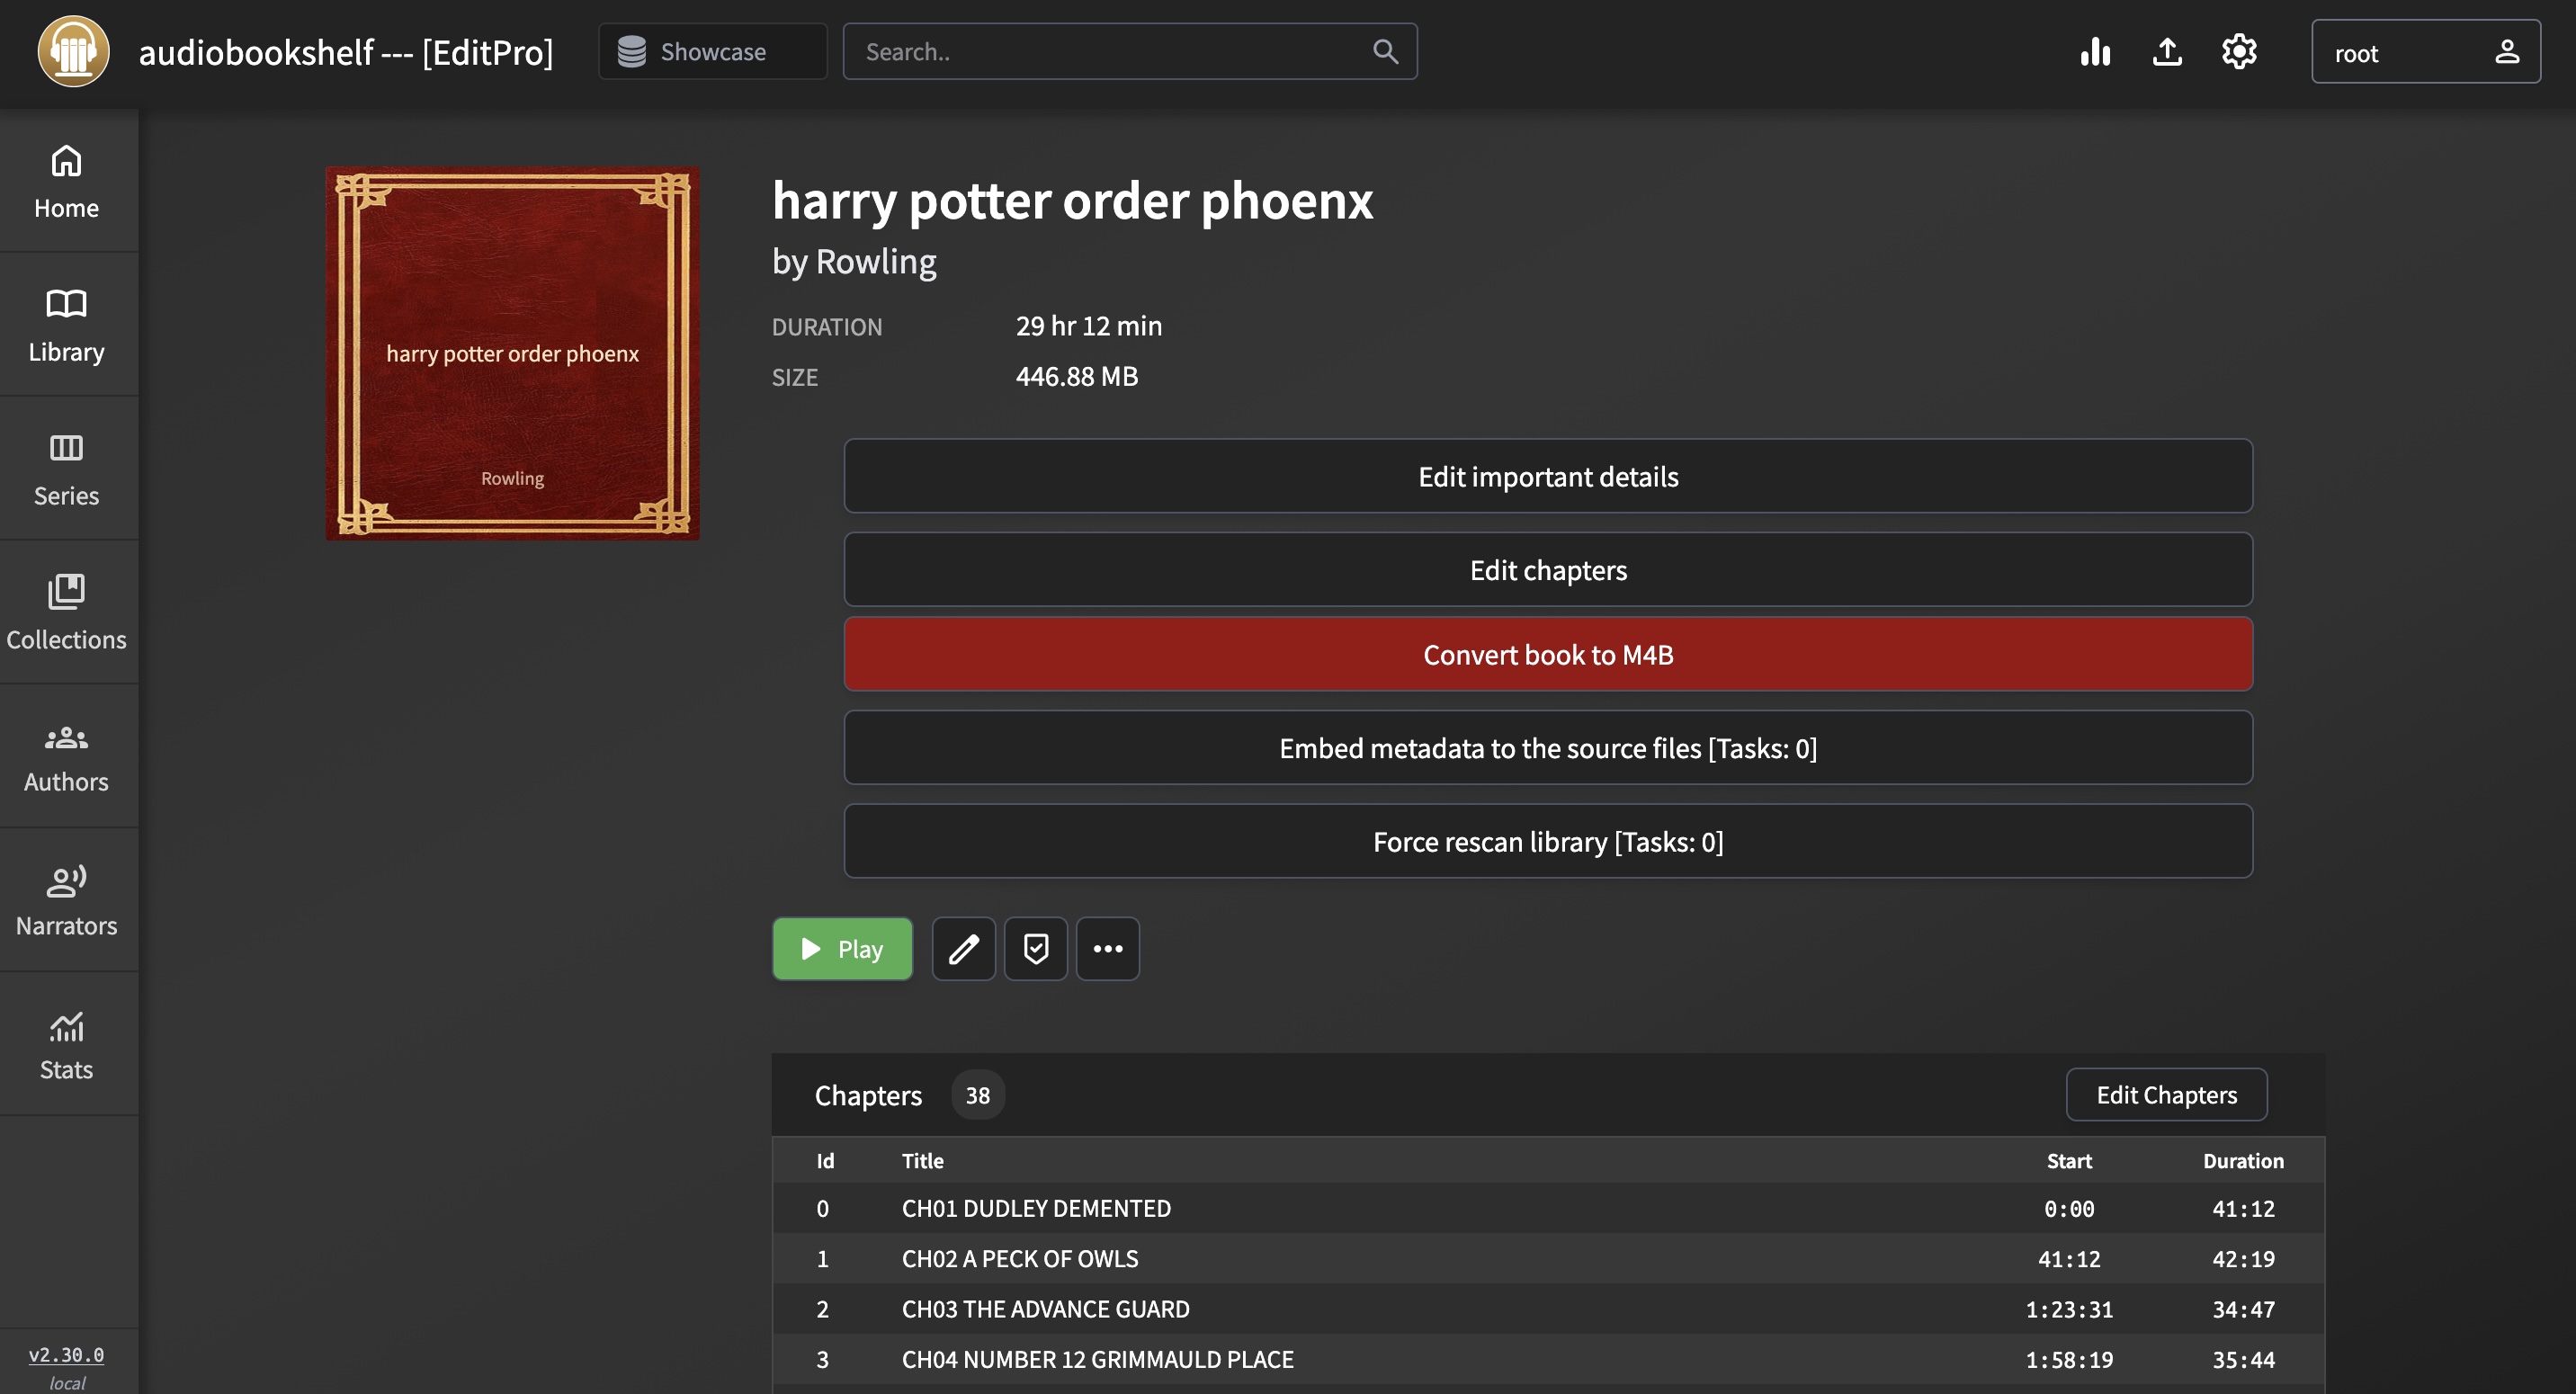 audiobookshelf --- [EditPro]
Showcase
Search..
root
Home
Library
Series
Collections
Authors
Narrators
Stats
v2.30.0
local
harry potter order phoenx
Rowling
harry potter order phoenx
by Rowling
DURATION 29 hr 12 min
SIZE 446.88 MB
Edit important details
Edit chapters
Convert book to M4B
Embed metadata to the source files [Tasks: 0]
Force rescan library [Tasks: 0]
Play
Chapters 38 Edit Chapters
Id Title Start Duration
0 CH01 DUDLEY DEMENTED 0:00 41:12
1 CH02 A PECK OF OWLS 41:12 42:19
2 CH03 THE ADVANCE GUARD 1:23:31 34:47
3 CH04 NUMBER 12 GRIMMAULD PLACE 1:58:19 35:44